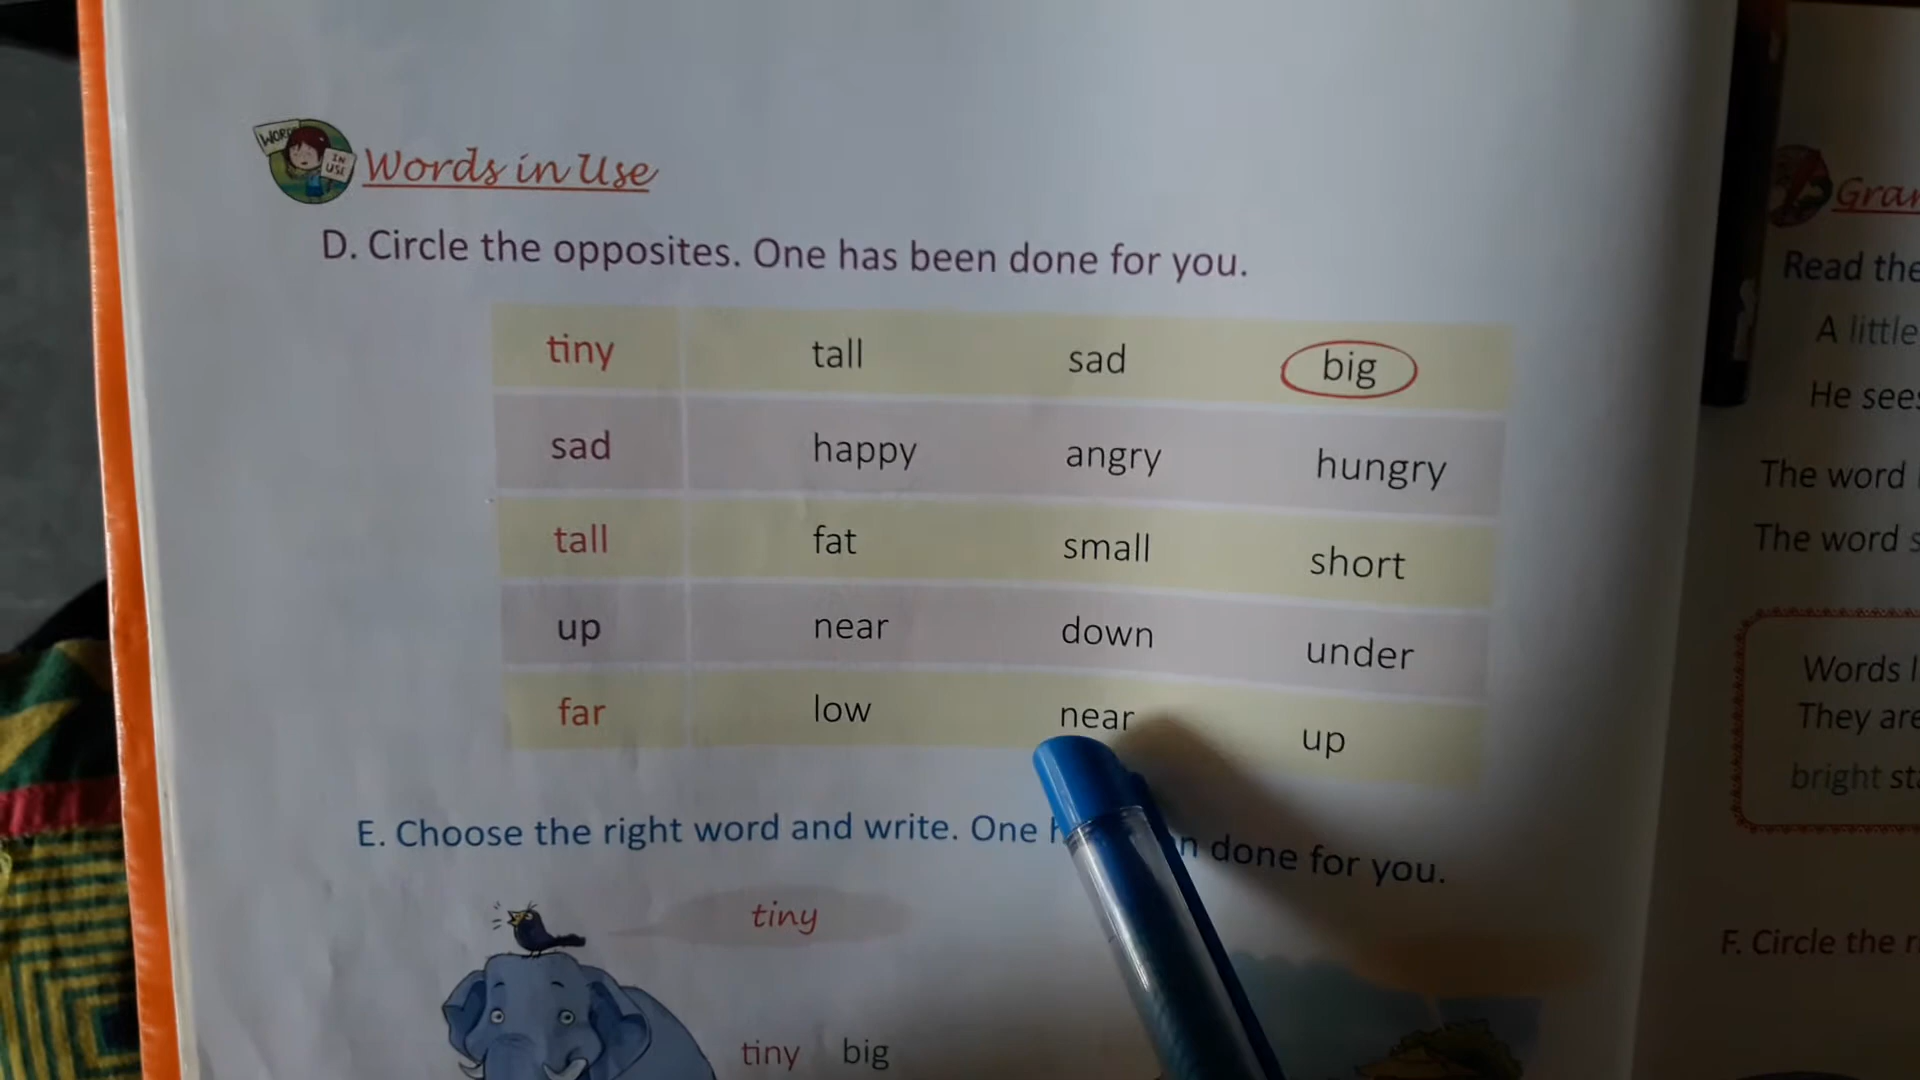 WORDS IN USE
Words in Use
D. Circle the opposites. One has been done for you.
tiny tall sad big
sad happy angry hungry
tall fat small short
up near down under
far low near up
E. Choose the right word and write. One done for you.
tiny
tiny big
Read the
A little
He sees
The word
The word
Words
They are
bright
F. Circle the